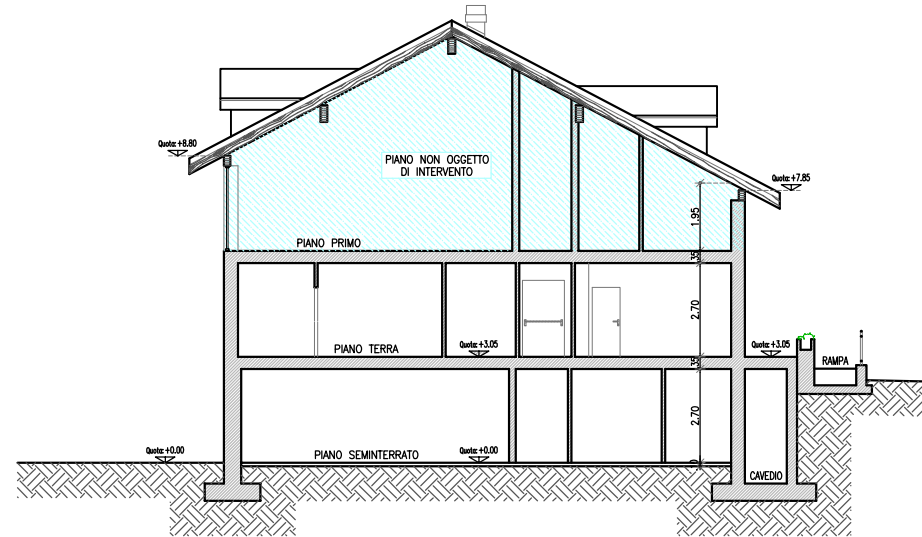 Quota: +8.80
PIANO NON OGGETTO
DI INTERVENTO
Quota: +7.85
1.95
PIANO PRIMO
35
2.70
PIANO TERRA
Quota: +3.05
Quota: +3.05
RAMPA
35
2.70
Quota: +0.00
PIANO SEMINTERRATO
Quota: +0.00
CAVEDIO